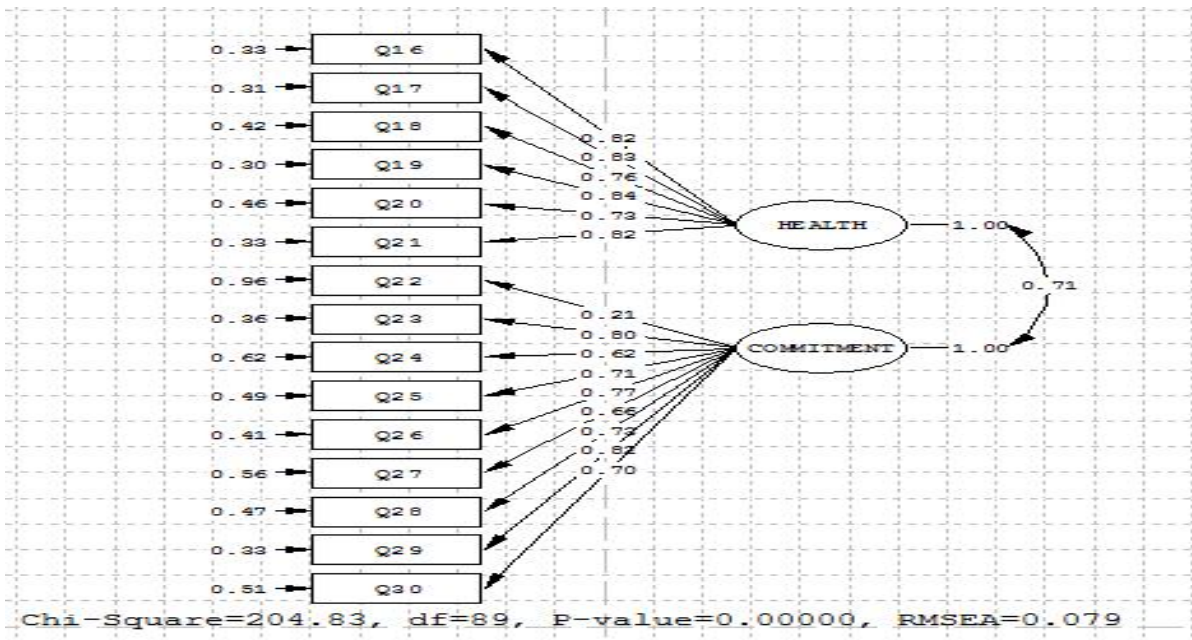 0.33 Q16
0.31 Q17
0.42 Q18
0.82
0.83
0.30 Q19
0.76
0.84
0.46 Q20
0.73
HEALTH 1.00
0.33 Q21
0.82
0.96 Q22
0.71
0.36 Q23
0.21
0.80
0.62 Q24
0.62
COMMITMENT 1.00
0.71
0.49 Q25
0.77
0.66
0.41 Q26
0.73
0.82
0.56 Q27
0.70
0.47 Q28
0.33 Q29
0.51 Q30
Chi-Square=204.83, df=89, P-value=0.00000, RMSEA=0.079